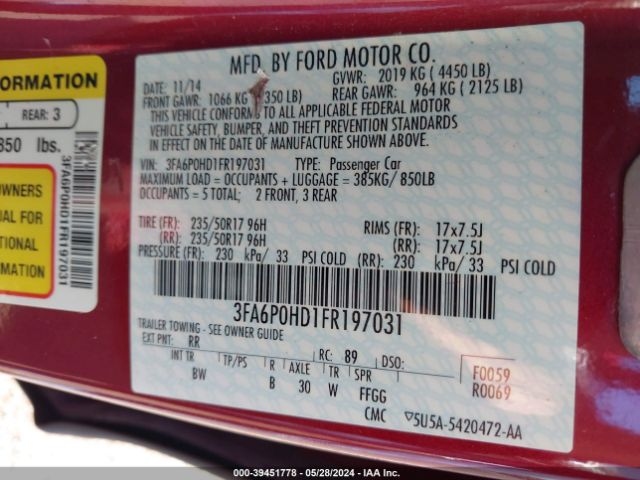 FORMATION
REAR: 3
850 lbs.
3FA6P0HD1FR197031
MFD. BY FORD MOTOR CO.
DATE: 11/14 GVWR: 2019 KG ( 4450 LB)
FRONT GAWR: 1066 KG 350 LB) REAR GAWR: 964 KG ( 2125 LB)
THIS VEHICLE CONFORMS TO ALL APPLICABLE FEDERAL MOTOR
VEHICLE SAFETY, BUMPER, AND THEFT PREVENTION STANDARDS
IN EFFECT ON THE DATE OF MANUFACTURE SHOWN ABOVE.
VIN: 3FA6P0HD1FR197031 TYPE: Passenger Car
MAXIMUM LOAD = OCCUPANTS + LUGGAGE = 385KG/ 850LB
OCCUPANTS = 5 TOTAL: 2 FRONT, 3 REAR
TIRE (FR): 235/50R17 96H RIMS (FR): 17x7.5J
(RR): 235/50R17 96H (RR): 17x7.5J
PRESSURE (FR): 230 kPa/ 33 PSI COLD (RR): 230 kPa/ 33 PSI COLD
3FA6P0HD1FR197031
TRAILER TOWING - SEE OWNER GUIDE
EXT PNT: RR RC: 89 DSO: F0059
INT TR TP/PS R AXLE TR SPR R0069
BW B 30 W FFGG
CMC 5U5A-5420472-AA
MUAL FOR
TIONAL
RMATION
000-39451778 - 05/28/2024 - IAAI.COM